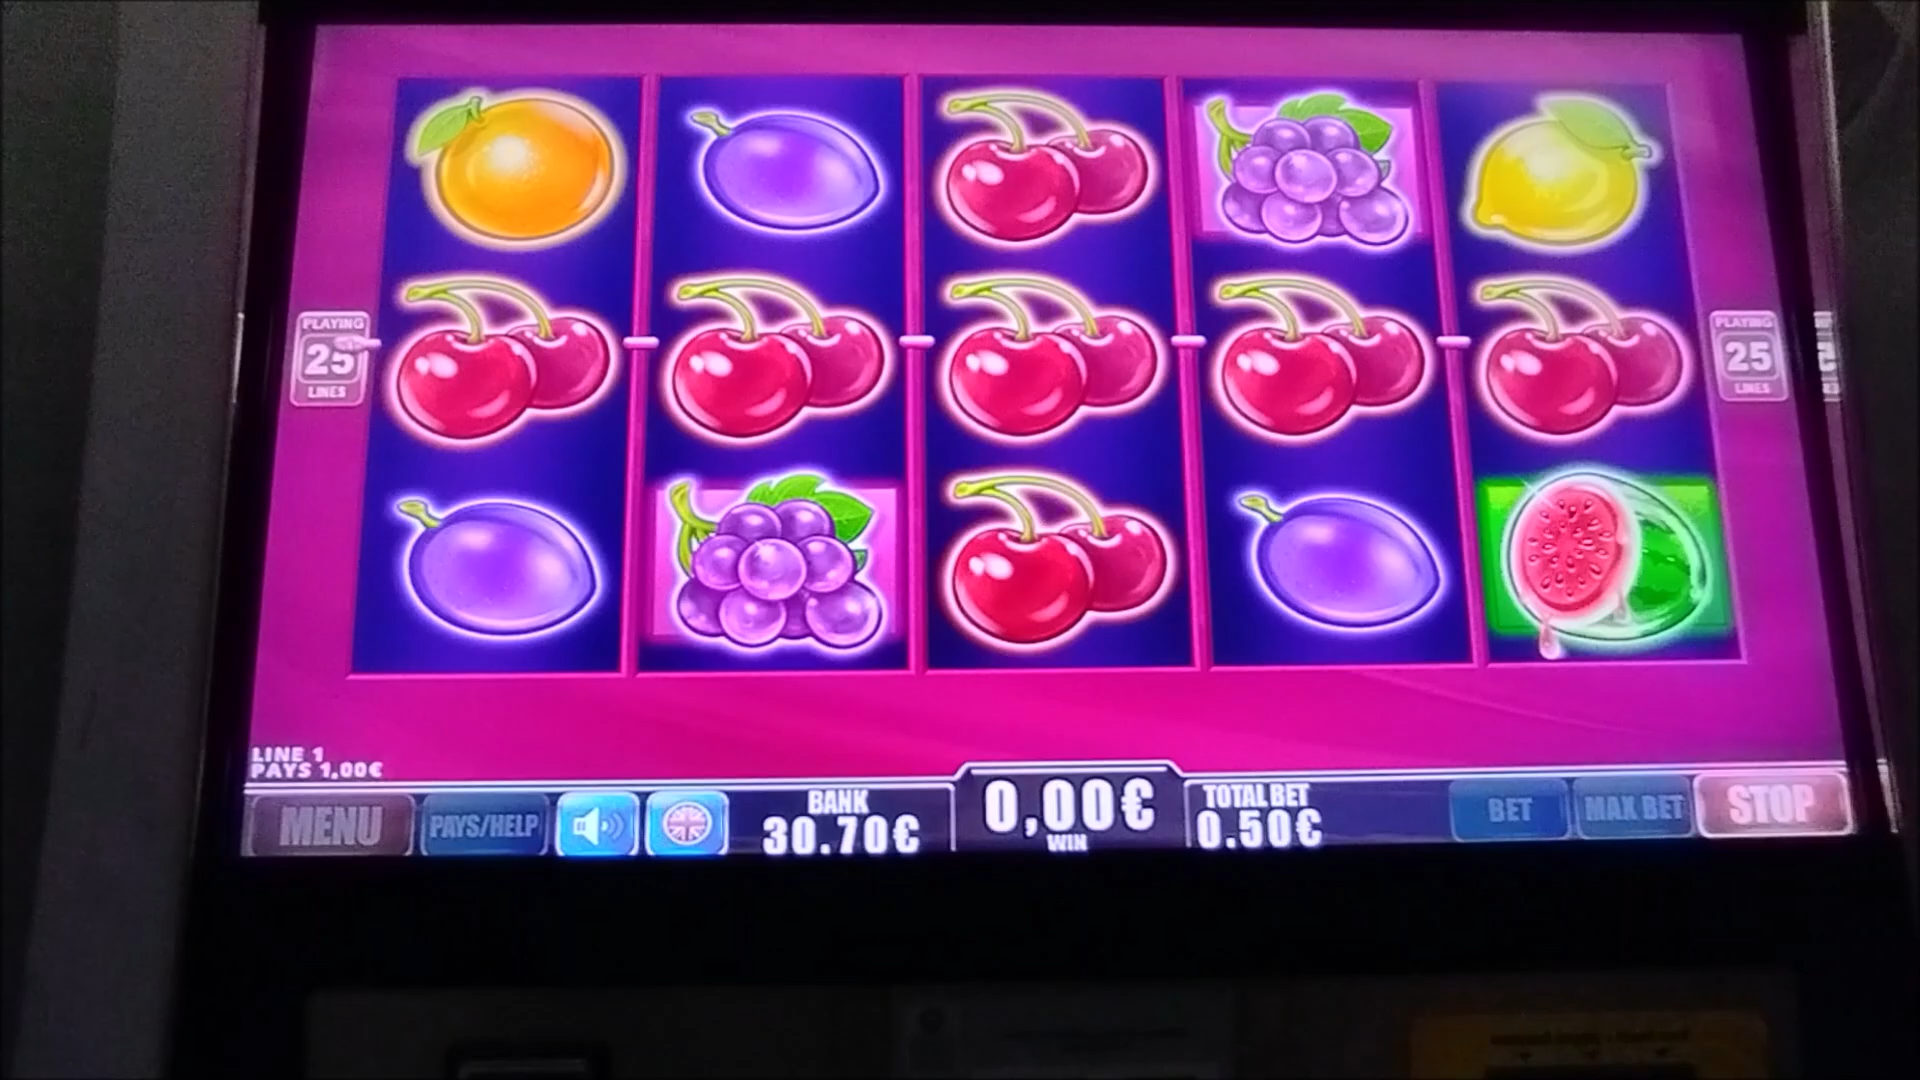 PLAYING
25
LINES
PLAYING
25
LINES
LINE 1
PAYS 1,00€
MENU
PAYS/HELP
BANK
30.70€
0,00€
WIN
TOTAL BET
0.50€
BET
MAX BET
STOP